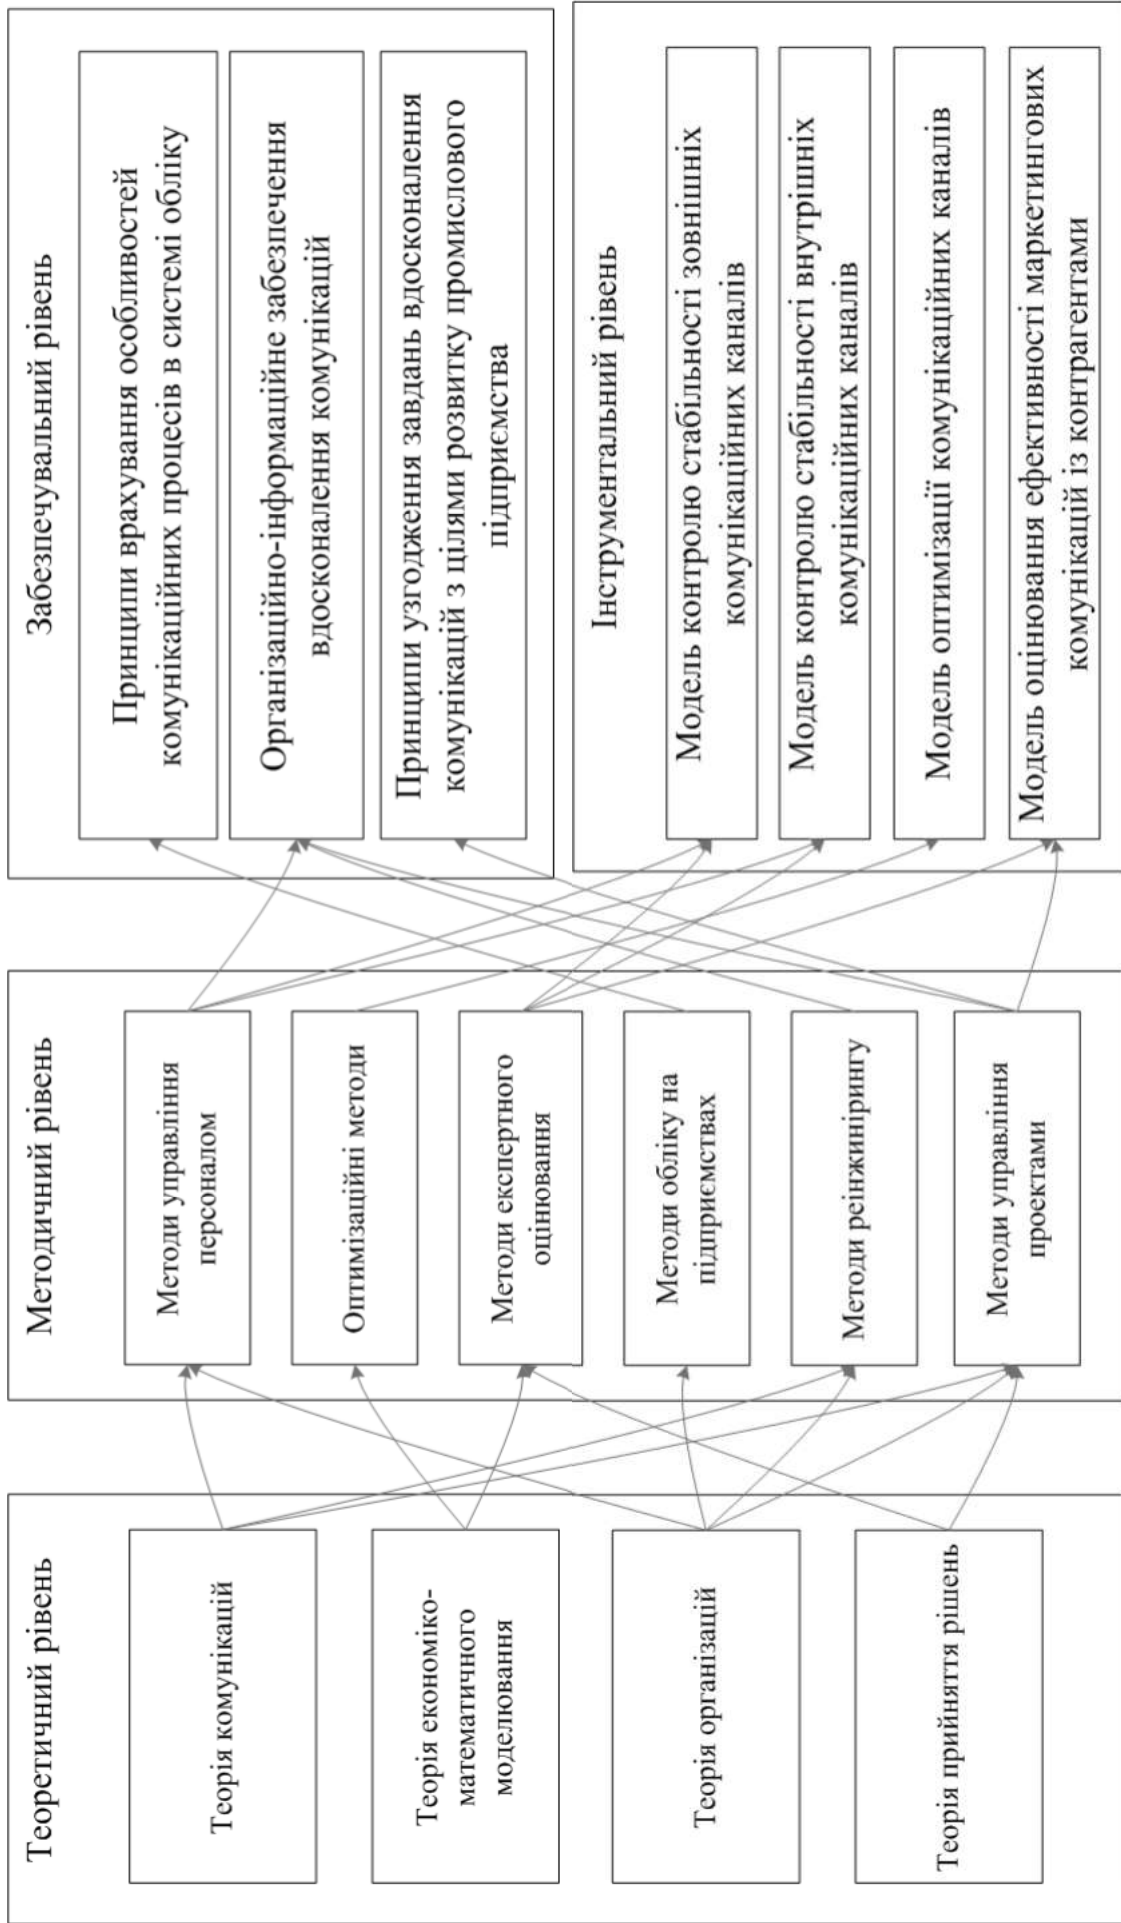 Теоретичний рівень
Теорія комунікацій
Теорія економіко-
математичного
моделювання
Теорія організацій
Теорія прийняття рішень
Методичний рівень
Методи управління
персоналом
Оптимізаційні методи
Методи експертного
оцінювання
Методи обліку на
підприємствах
Методи реінжинірингу
Методи управління
проектами
Забезпечувальний рівень
Принципи врахування особливостей
комунікаційних процесів в системі обліку
Організаційно-інформаційне забезпечення
вдосконалення комунікацій
Принципи узгодження завдань вдосконалення
комунікацій з цілями розвитку промислового
підприємства
Інструментальний рівень
Модель контролю стабільності зовнішніх
комунікаційних каналів
Модель контролю стабільності внутрішніх
комунікаційних каналів
Модель оптимізації комунікаційних каналів
Модель оцінювання ефективності маркетингових
комунікацій із контрагентами